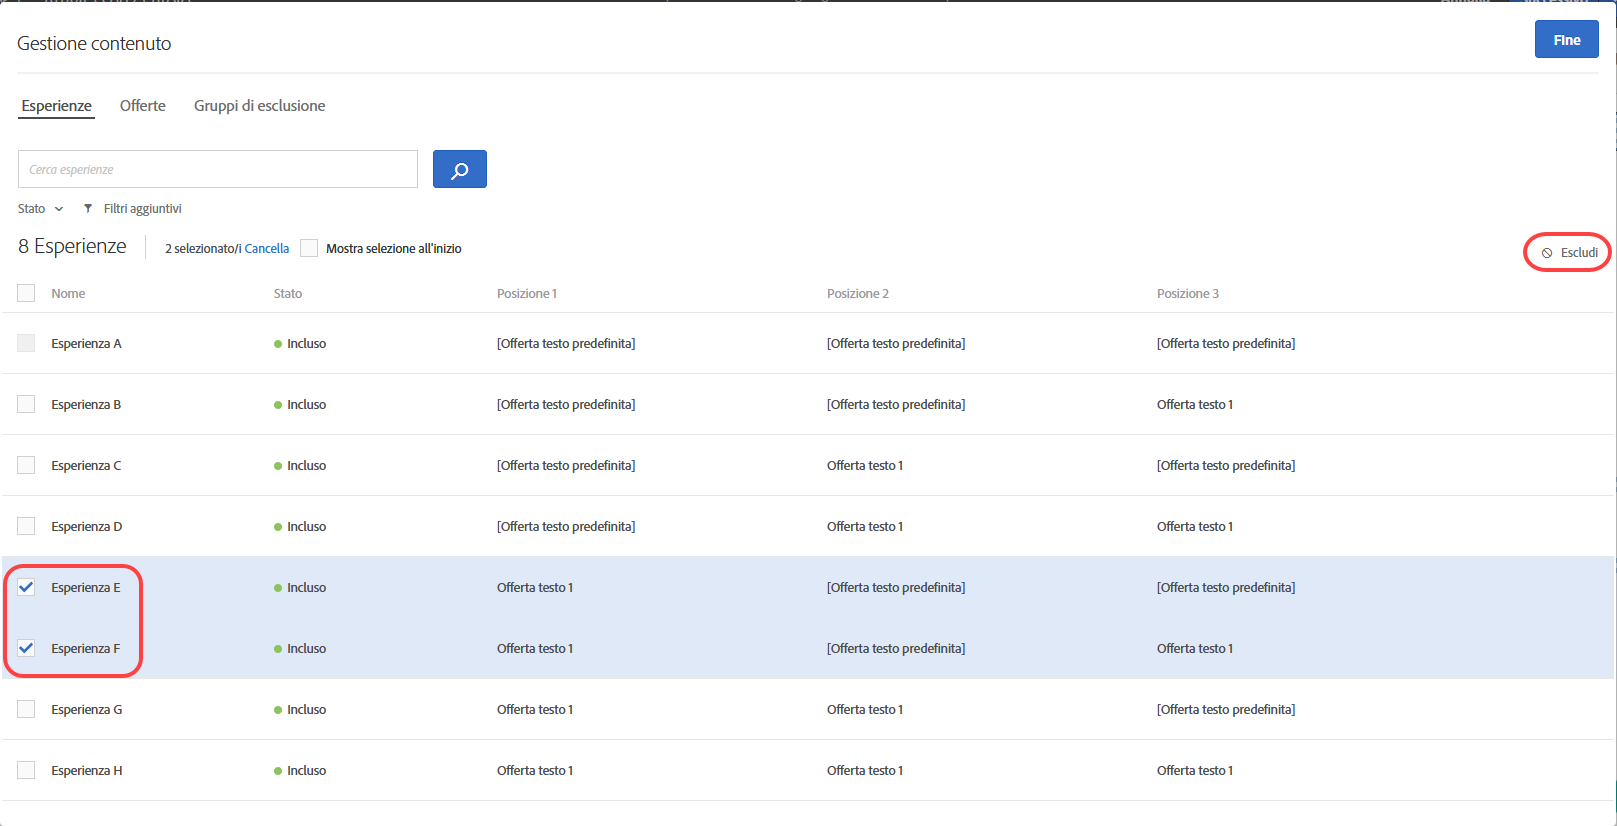 Gestione contenuto
Fine
Esperienze Offerte Gruppi di esclusione
Cerca esperienze
Stato Filtri aggiuntivi
8 Esperienze 2 selezionato/i Cancella Mostra selezione all'inizio Escludi
Nome Stato Posizione 1 Posizione 2 Posizione 3
Esperienza A Incluso [Offerta testo predefinita] [Offerta testo predefinita] [Offerta testo predefinita]
Esperienza B Incluso [Offerta testo predefinita] [Offerta testo predefinita] Offerta testo 1
Esperienza C Incluso [Offerta testo predefinita] Offerta testo 1 [Offerta testo predefinita]
Esperienza D Incluso [Offerta testo predefinita] Offerta testo 1 Offerta testo 1
Esperienza E Incluso Offerta testo 1 [Offerta testo predefinita] [Offerta testo predefinita]
Esperienza F Incluso Offerta testo 1 [Offerta testo predefinita] Offerta testo 1
Esperienza G Incluso Offerta testo 1 Offerta testo 1 [Offerta testo predefinita]
Esperienza H Incluso Offerta testo 1 Offerta testo 1 Offerta testo 1